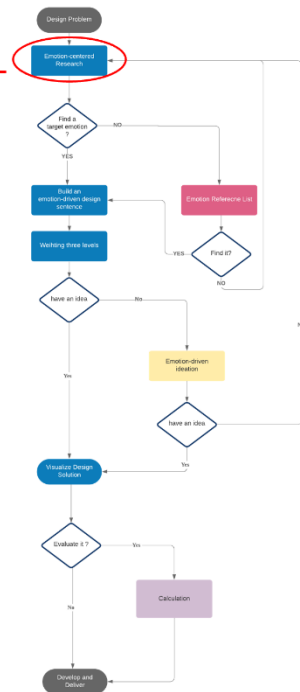 Design Problem
Emotion-centered
Research
Find a
target emotion
?
NO
YES
Build an
emotion-driven design
sentence
Emotion Referecne List
Wehting three levels
YES
Find it?
NO
have an idea
No
Emotion-driven
ideation
Yes
have an idea
Yes
Visualize Design
Solution
Evaluate it ?
Yes
Calculation
No
Develop and
Deliver